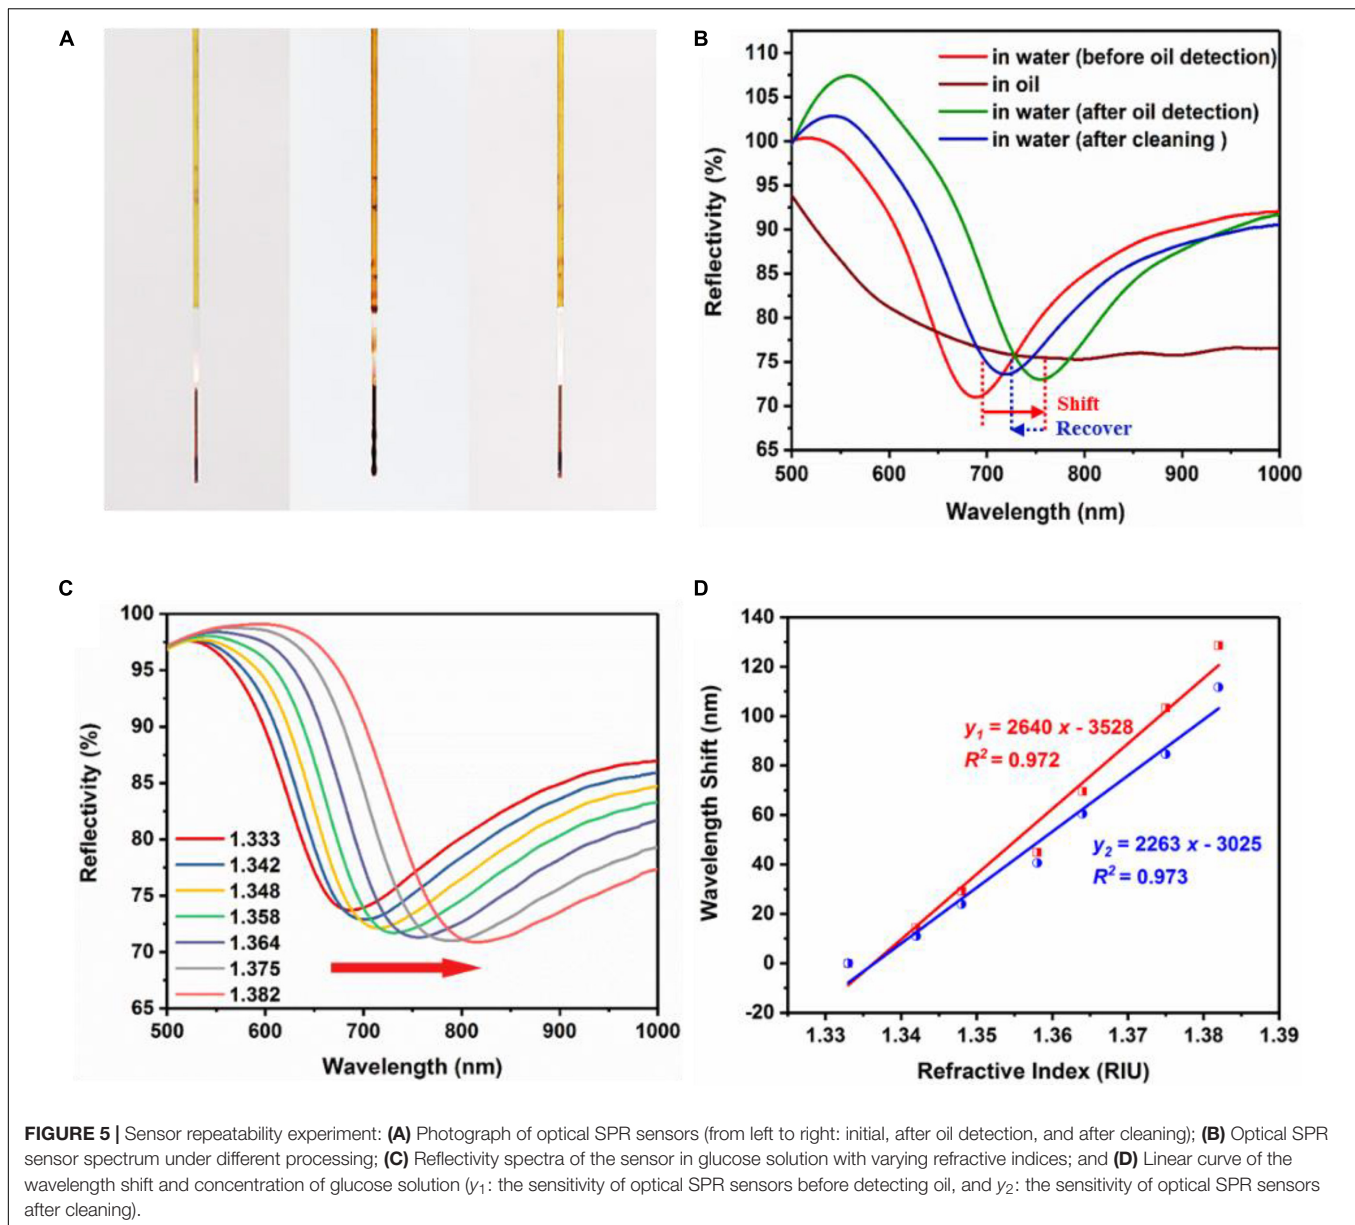 A
B
110
105
100
95
90
85
80
75
70
65
Reflectivity (%)
in water (before oil detection)
in oil
in water (after oil detection)
in water (after cleaning )
Shift
Recover
500 600 700 800 900 1000
Wavelength (nm)
C
100
95
90
85
80
75
70
65
Reflectivity (%)
1.333
1.342
1.348
1.358
1.364
1.375
1.382
500 600 700 800 900 1000
Wavelength (nm)
D
140
120
100
80
60
40
20
0
-20
Wavelength Shift (nm)
y1 = 2640 x - 3528
R2 = 0.972
y2 = 2263 x - 3025
R2 = 0.973
1.33 1.34 1.35 1.36 1.37 1.38 1.39
Refractive Index (RIU)
FIGURE 5 | Sensor repeatability experiment: (A) Photograph of optical SPR sensors (from left to right: initial, after oil detection, and after cleaning); (B) Optical SPR
sensor spectrum under different processing; (C) Reflectivity spectra of the sensor in glucose solution with varying refractive indices; and (D) Linear curve of the
wavelength shift and concentration of glucose solution (y1: the sensitivity of optical SPR sensors before detecting oil, and y2: the sensitivity of optical SPR sensors
after cleaning).